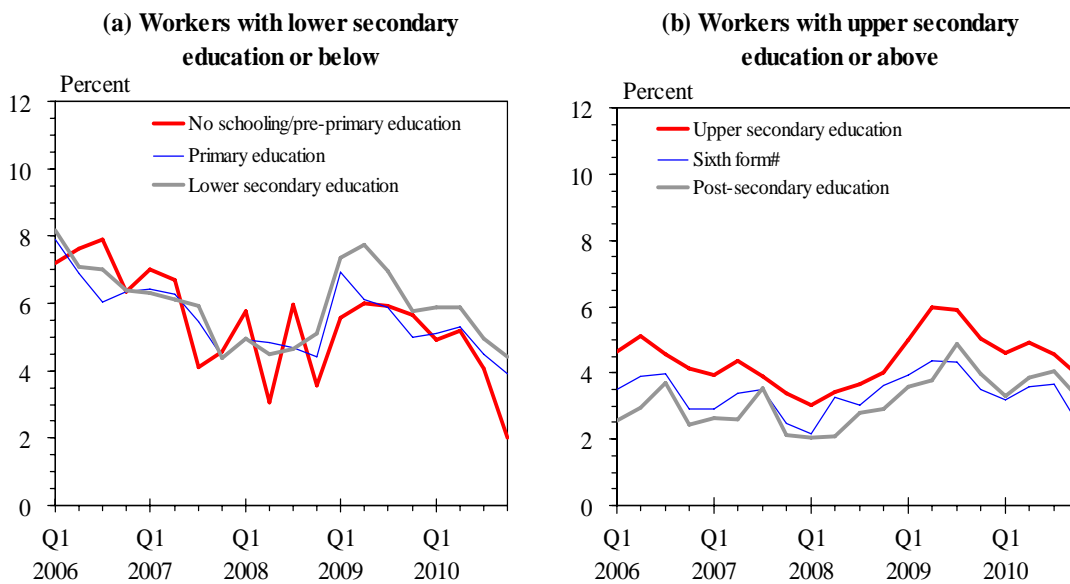 (a) Workers with lower secondary
education or below
Percent
12
10
8
6
4
2
0
No schooling/pre-primary education
Primary education
Lower secondary education
Q1 Q1 Q1 Q1 Q1
2006 2007 2008 2009 2010
(b) Workers with upper secondary
education or above
Percent
12
10
8
6
4
2
0
Upper secondary education
Sixth form#
Post-secondary education
Q1 Q1 Q1 Q1 Q1
2006 2007 2008 2009 2010